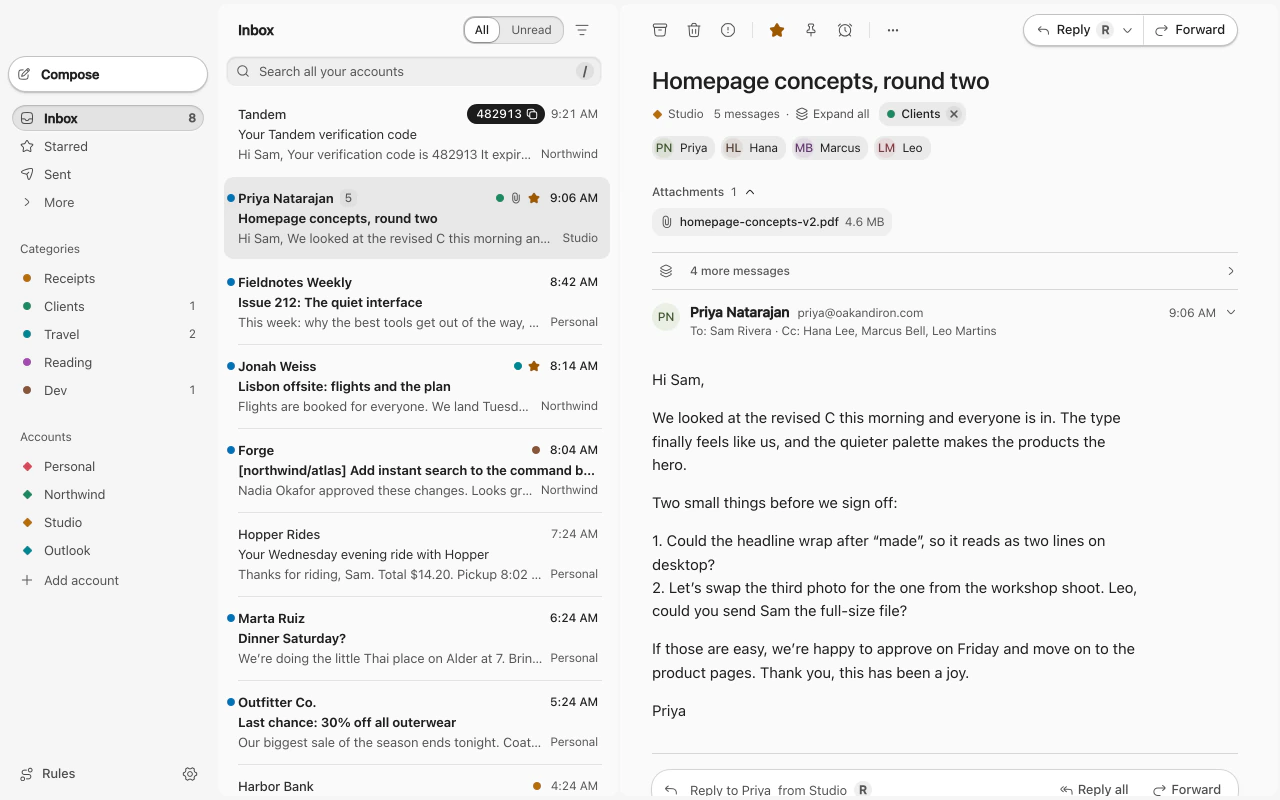 Compose
Inbox 8
Starred
Sent
More
Categories
Receipts
Clients 1
Travel 2
Reading
Dev 1
Accounts
Personal
Northwind
Studio
Outlook
Add account
Rules
Inbox
All Unread
Search all your accounts /
Tandem 482913 9:21 AM
Your Tandem verification code
Hi Sam, Your verification code is 482913 It expir... Northwind
Priya Natarajan 5 9:06 AM
Homepage concepts, round two
Hi Sam, We looked at the revised C this morning an... Studio
Fieldnotes Weekly 8:42 AM
Issue 212: The quiet interface
This week: why the best tools get out of the way, ... Personal
Jonah Weiss 8:14 AM
Lisbon offsite: flights and the plan
Flights are booked for everyone. We land Tuesd... Northwind
Forge 8:04 AM
[northwind/atlas] Add instant search to the command b...
Nadia Okafor approved these changes. Looks gr... Northwind
Hopper Rides 7:24 AM
Your Wednesday evening ride with Hopper
Thanks for riding, Sam. Total $14.20. Pickup 8:02 ... Personal
Marta Ruiz 6:24 AM
Dinner Saturday?
We’re doing the little Thai place on Alder at 7. Brin... Personal
Outfitter Co. 5:24 AM
Last chance: 30% off all outerwear
Our biggest sale of the season ends tonight. Coat... Personal
Harbor Bank 4:24 AM
Reply R Forward
Homepage concepts, round two
Studio 5 messages · Expand all Clients
PN Priya HL Hana MB Marcus LM Leo
Attachments 1
homepage-concepts-v2.pdf 4.6 MB
4 more messages
PN Priya Natarajan priya@oakandiron.com 9:06 AM
To: Sam Rivera · Cc: Hana Lee, Marcus Bell, Leo Martins
Hi Sam,
We looked at the revised C this morning and everyone is in. The type
finally feels like us, and the quieter palette makes the products the
hero.
Two small things before we sign off:
1. Could the headline wrap after “made”, so it reads as two lines on
desktop?
2. Let’s swap the third photo for the one from the workshop shoot. Leo,
could you send Sam the full-size file?
If those are easy, we’re happy to approve on Friday and move on to the
product pages. Thank you, this has been a joy.
Priya
Reply to Priya from Studio R Reply all Forward